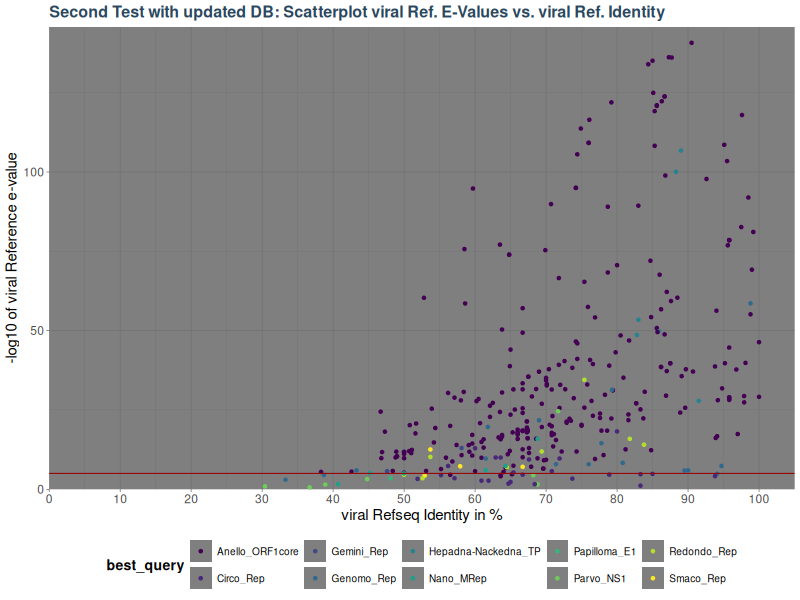 Second Test with updated DB: Scatterplot viral Ref. E-Values vs. viral Ref. Identity
-log10 of viral Reference e-value
100
50
0
0 10 20 30 40 50 60 70 80 90 100
viral Refseq Identity in %
best_query
Anello_ORF1core Gemini_Rep Hepadna-Nackedna_TP Papilloma_E1 Redondo_Rep
Circo_Rep Genomo_Rep Nano_MRep Parvo_NS1 Smaco_Rep